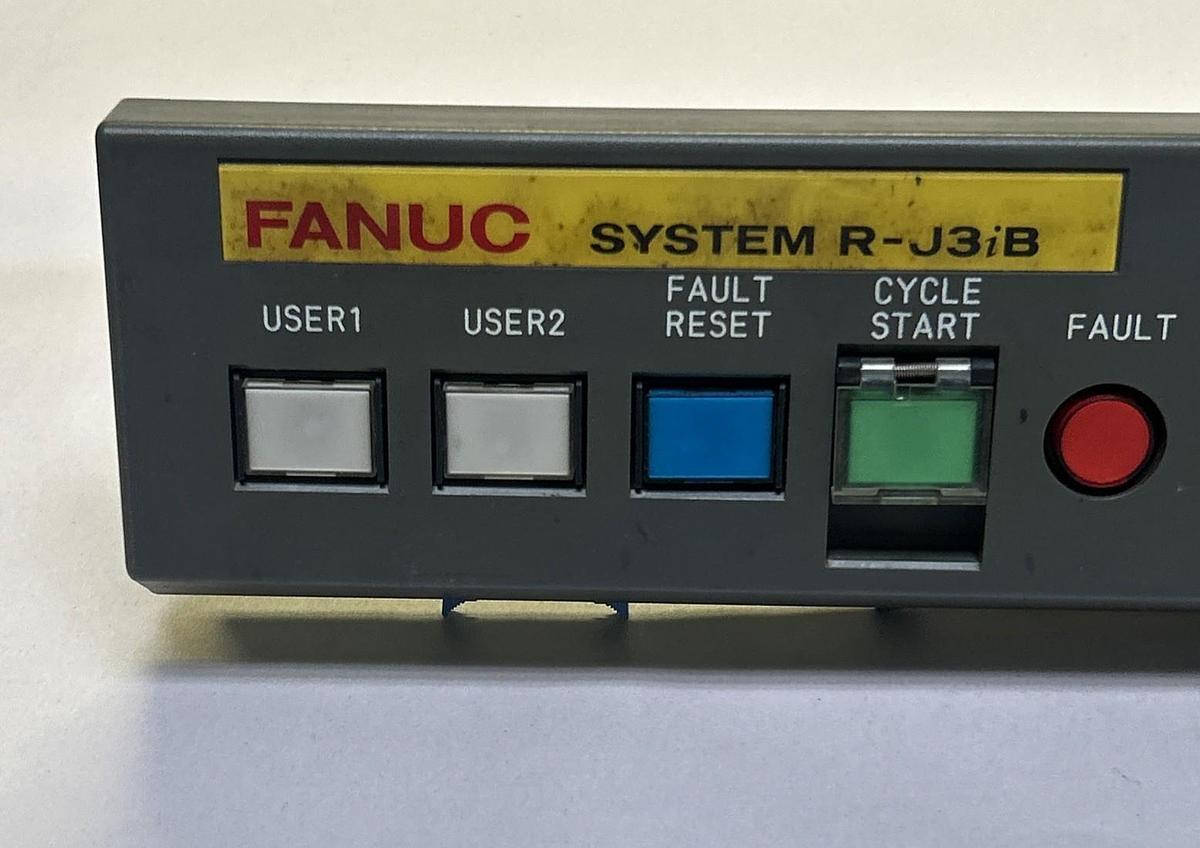 FANUC SYSTEM R-J3iB
USER1 USER2 FAULT RESET CYCLE START FAULT